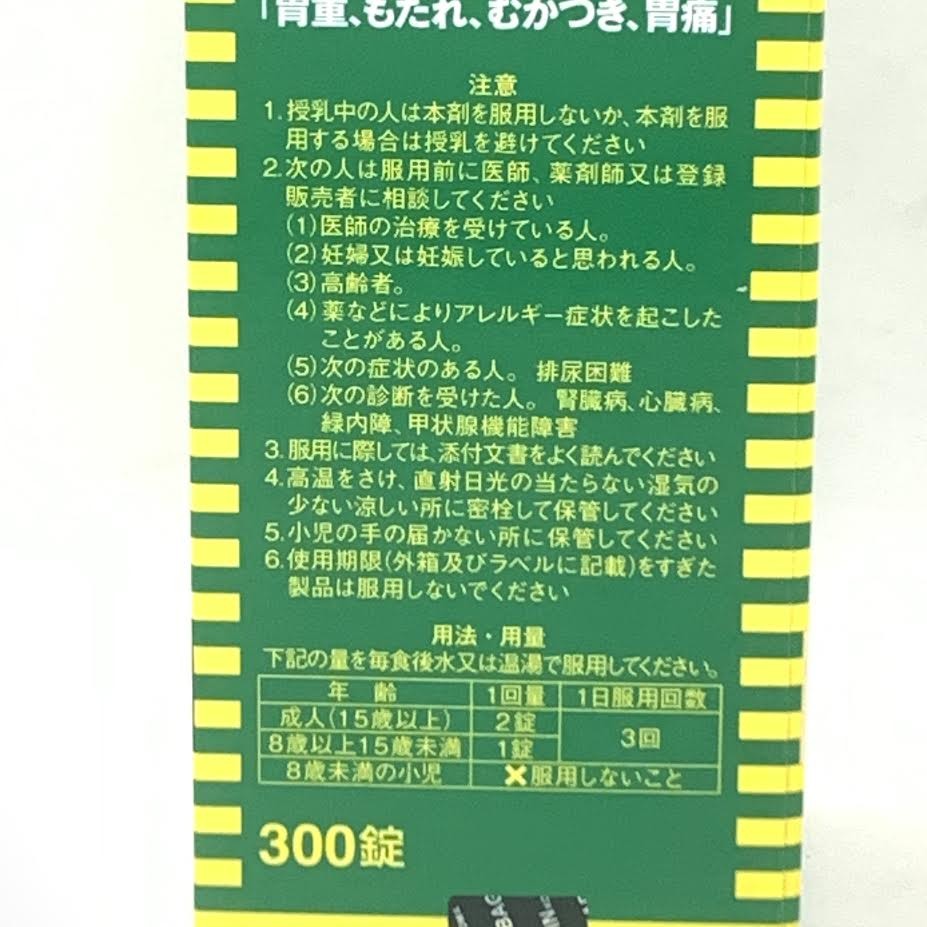 「胃重、もたれ、むかつき、胃痛」
注意
1.授乳中の人は本剤を服用しないか、本剤を服
用する場合は授乳を避けてください
2.次の人は服用前に医師、薬剤師又は登録
販売者に相談してください
(1)医師の治療を受けている人。
(2)妊婦又は妊娠していると思われる人。
(3)高齢者。
(4)薬などによりアレルギー症状を起こした
ことがある人。
(5)次の症状のある人。 排尿困難
(6)次の診断を受けた人。 腎臓病、心臓病、
緑内障、甲状腺機能障害
3.服用に際しては、添付文書をよく読んでください
4.高温をさけ、直射日光の当たらない湿気の
少ない涼しい所に密栓して保管してください
5.小児の手の届かない所に保管してください
6.使用期限(外箱及びラベルに記載)をすぎた
製品は服用しないでください
用法・用量
下記の量を毎食後水又は温湯で服用してください。
年 齢 1回量 1日服用回数
成人(15歳以上) 2錠 3回
8歳以上15歳未満 1錠
8歳未満の小児 ×服用しないこと
300錠